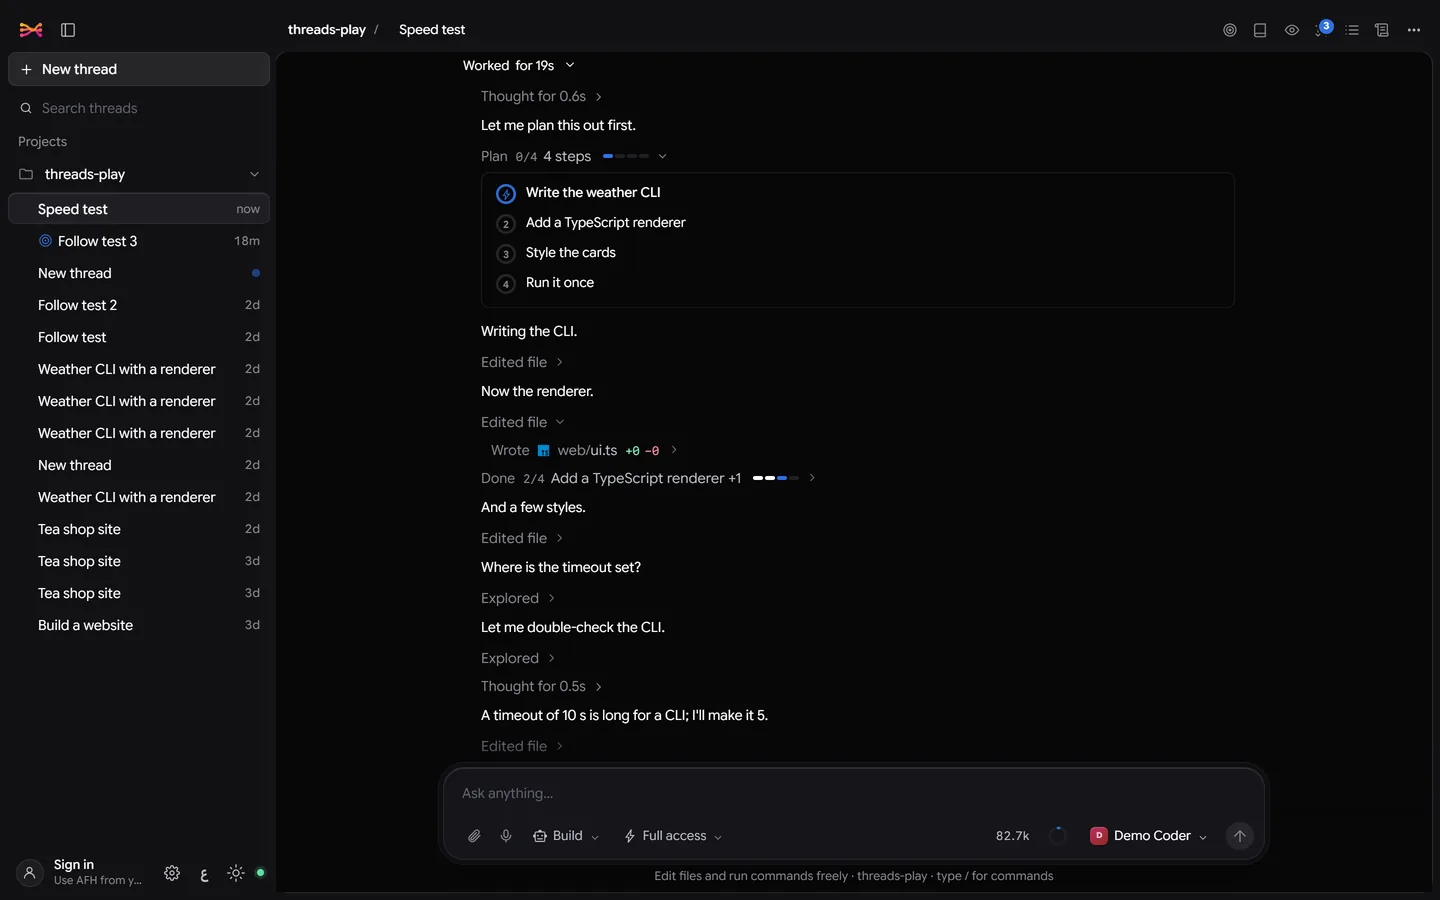 threads-play / Speed test
3
New thread
Search threads
Projects
threads-play
Speed test now
Follow test 3 18m
New thread
Follow test 2 2d
Follow test 2d
Weather CLI with a renderer 2d
Weather CLI with a renderer 2d
Weather CLI with a renderer 2d
New thread 2d
Weather CLI with a renderer 2d
Tea shop site 2d
Tea shop site 3d
Tea shop site 3d
Build a website 3d
Sign in
Use AFH from y...
ع
Worked for 19s
Thought for 0.6s
Let me plan this out first.
Plan 0/4 4 steps
Write the weather CLI
2 Add a TypeScript renderer
3 Style the cards
4 Run it once
Writing the CLI.
Edited file
Now the renderer.
Edited file
Wrote web/ui.ts +0 -0
Done 2/4 Add a TypeScript renderer +1
And a few styles.
Edited file
Where is the timeout set?
Explored
Let me double-check the CLI.
Explored
Thought for 0.5s
A timeout of 10 s is long for a CLI; I'll make it 5.
Edited file
Ask anything...
Build Full access 82.7k D Demo Coder
Edit files and run commands freely · threads-play · type / for commands